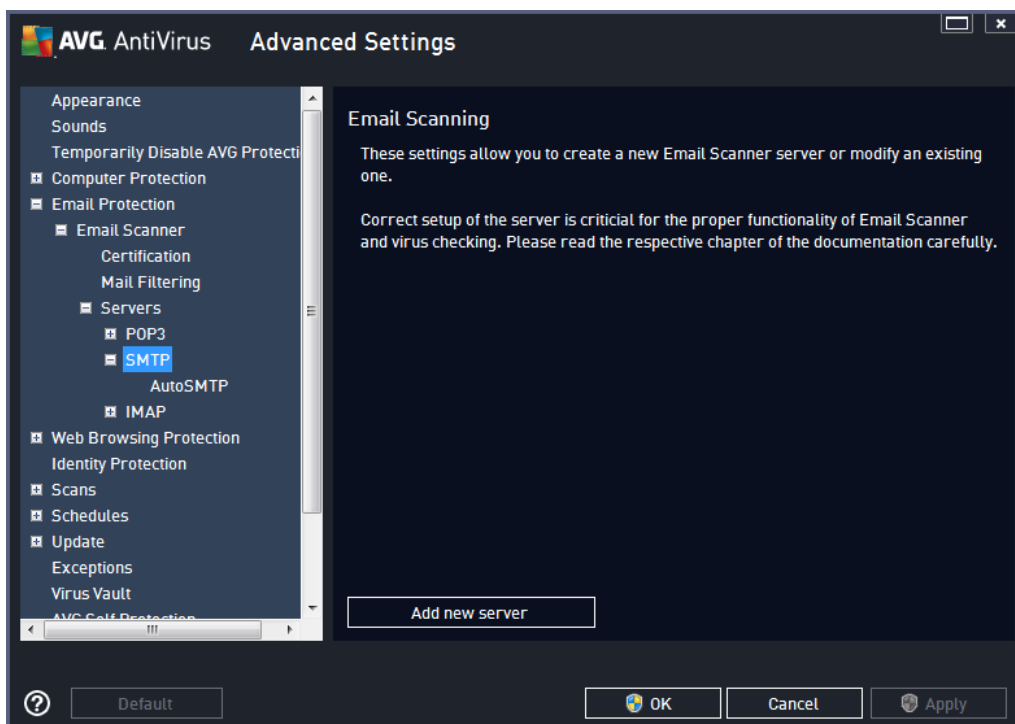 AVG. AntiVirus Advanced Settings
Appearance
Sounds
Temporarily Disable AVG Protecti
Computer Protection
Email Protection
Email Scanner
Certification
Mail Filtering
Servers
POP3
SMTP
AutoSMTP
IMAP
Web Browsing Protection
Identity Protection
Scans
Schedules
Update
Exceptions
Virus Vault
AVG Self Protection
Email Scanning
These settings allow you to create a new Email Scanner server or modify an existing
one.
Correct setup of the server is criticial for the proper functionality of Email Scanner
and virus checking. Please read the respective chapter of the documentation carefully.
Add new server
Default
OK
Cancel
Apply